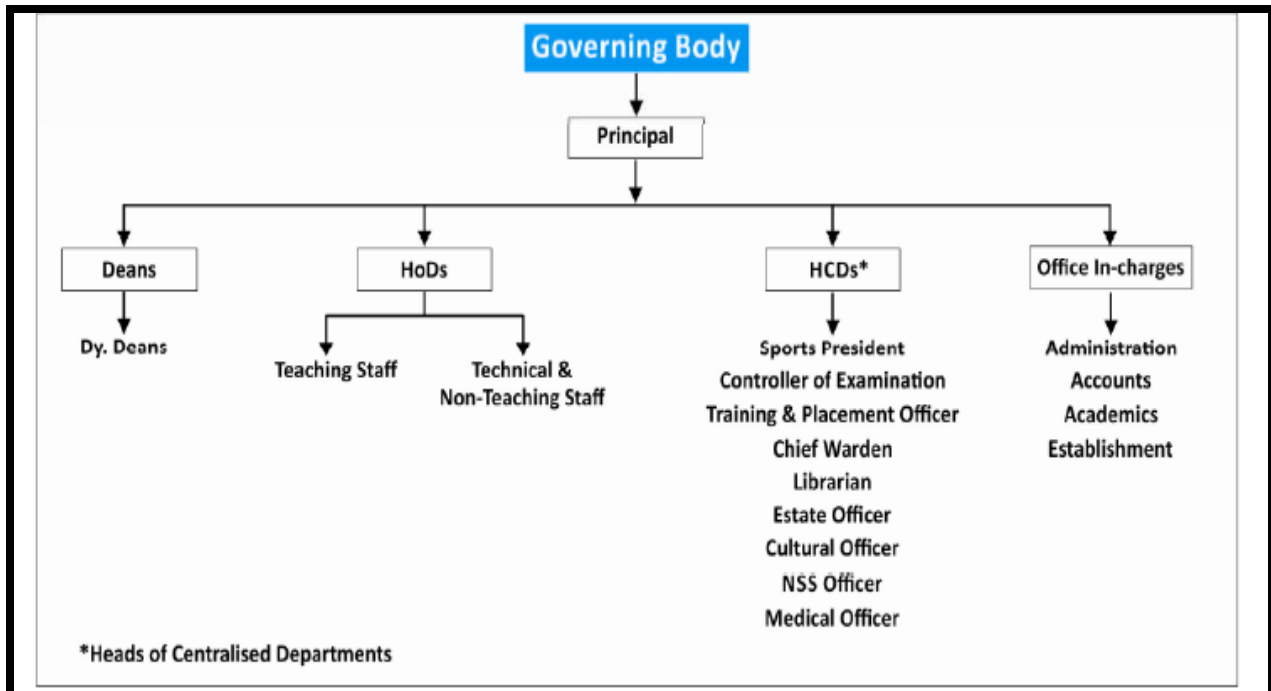 Governing Body
Principal
Deans
HoDs
HCDs*
Office In-charges
Dy. Deans
Teaching Staff
Technical &
Non-Teaching Staff
Sports President
Controller of Examination
Training & Placement Officer
Chief Warden
Librarian
Estate Officer
Cultural Officer
NSS Officer
Medical Officer
Administration
Accounts
Academics
Establishment
*Heads of Centralised Departments